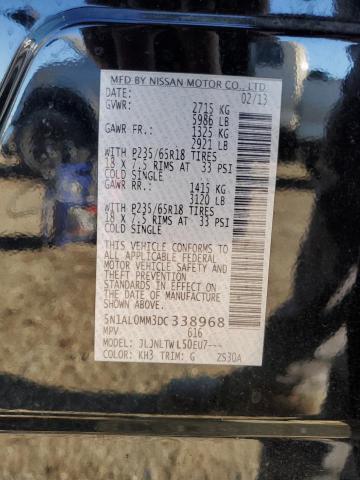 MFD BY NISSAN MOTOR CO., LTD.
DATE: 02/13
GVWR: 2715 KG
5986 LB
GAWR FR.: 1325 KG
2921 LB
WITH P235/65R18 TIRES
18 X 7.5 RIMS AT 33 PSI
COLD SINGLE
GAWR RR.: 1415 KG
3120 LB
WITH P235/65R18 TIRES
18 X 7.5 RIMS AT 33 PSI
COLD SINGLE
THIS VEHICLE CONFORMS TO
ALL APPLICABLE FEDERAL
MOTOR VEHICLE SAFETY AND
THEFT PREVENTION STANDARDS
IN EFFECT ON THE DATE OF
MANUFACTURE SHOWN ABOVE.
5N1AL0MM3DC338968
MPV 616
MODEL: JLJNLTWL50EU7---
COLOR: KH3 TRIM: G ZS30A